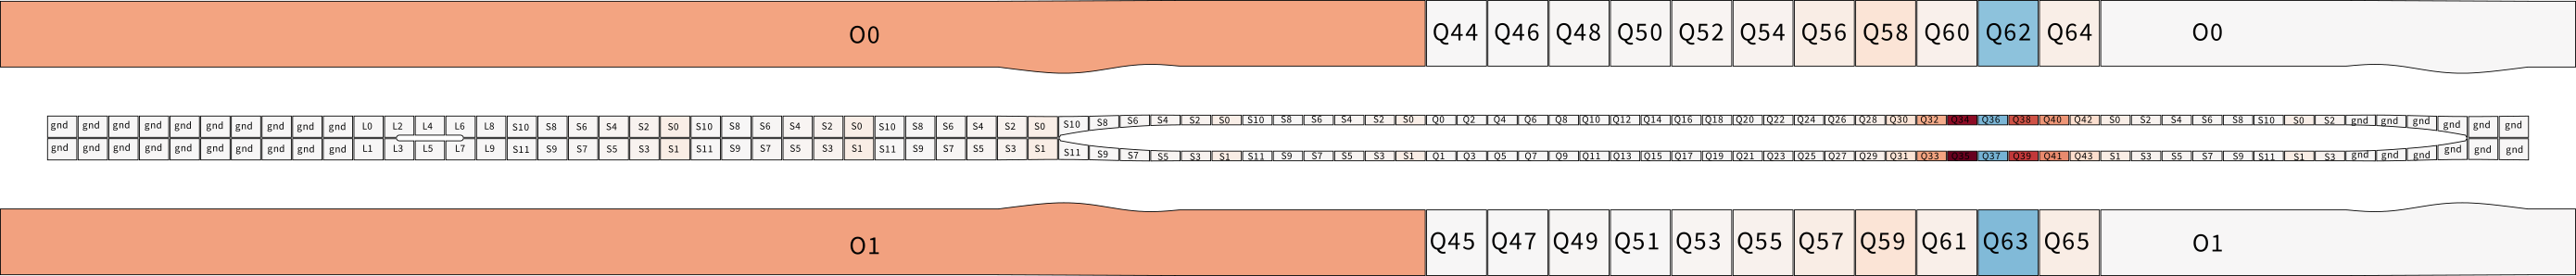 O0 Q44 Q46 Q48 Q50 Q52 Q54 Q56 Q58 Q60 Q62 Q64 O0
gnd gnd gnd gnd gnd gnd gnd gnd gnd gnd L0 L2 L4 L6 L8 S10 S8 S6 S4 S2 S0 S10 S8 S6 S4 S2 S0 S10 S8 S6 S4 S2 S0 S10 S8 S6 S4 S2 S0 S10 S8 S6 S4 S2 S0 Q0 Q2 Q4 Q6 Q8 Q10 Q12 Q14 Q16 Q18 Q20 Q22 Q24 Q26 Q28 Q30 Q32 Q34 Q36 Q38 Q40 Q42 S0 S2 S4 S6 S8 S10 S0 S2 gnd gnd gnd gnd gnd gnd
gnd gnd gnd gnd gnd gnd gnd gnd gnd gnd L1 L3 L5 L7 L9 S11 S9 S7 S5 S3 S1 S11 S9 S7 S5 S3 S1 S11 S9 S7 S5 S3 S1 S11 S9 S7 S5 S3 S1 S11 S9 S7 S5 S3 S1 Q1 Q3 Q5 Q7 Q9 Q11 Q13 Q15 Q17 Q19 Q21 Q23 Q25 Q27 Q29 Q31 Q33 Q35 Q37 Q39 Q41 Q43 S1 S3 S5 S7 S9 S11 S1 S3 gnd gnd gnd gnd gnd gnd
O1 Q45 Q47 Q49 Q51 Q53 Q55 Q57 Q59 Q61 Q63 Q65 O1